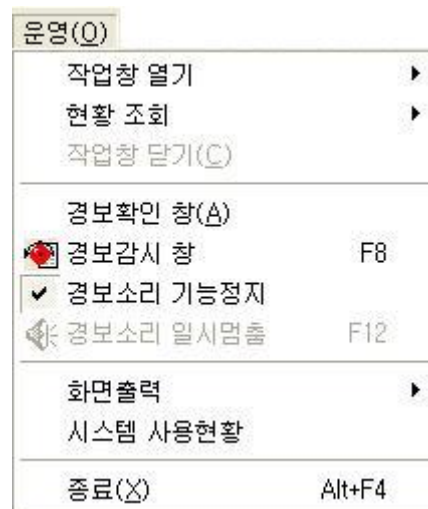 운영(O)
작업창 열기
현황 조회
작업창 닫기(C)
경보확인 창(A)
경보감시 창 F8
경보소리 기능정지
경보소리 일시멈춤 F12
화면출력
시스템 사용현황
종료(X) Alt+F4